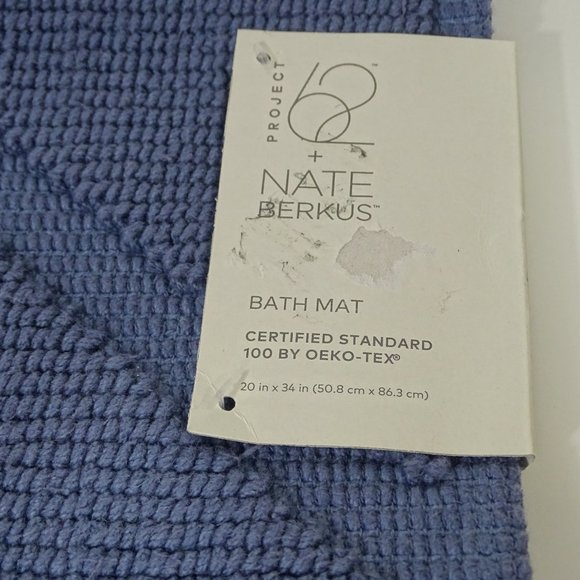 PROJECT
62™
+
NATE
BERKUS™
BATH MAT
CERTIFIED STANDARD
100 BY OEKO-TEX®
20 in x 34 in (50.8 cm x 86.3 cm)